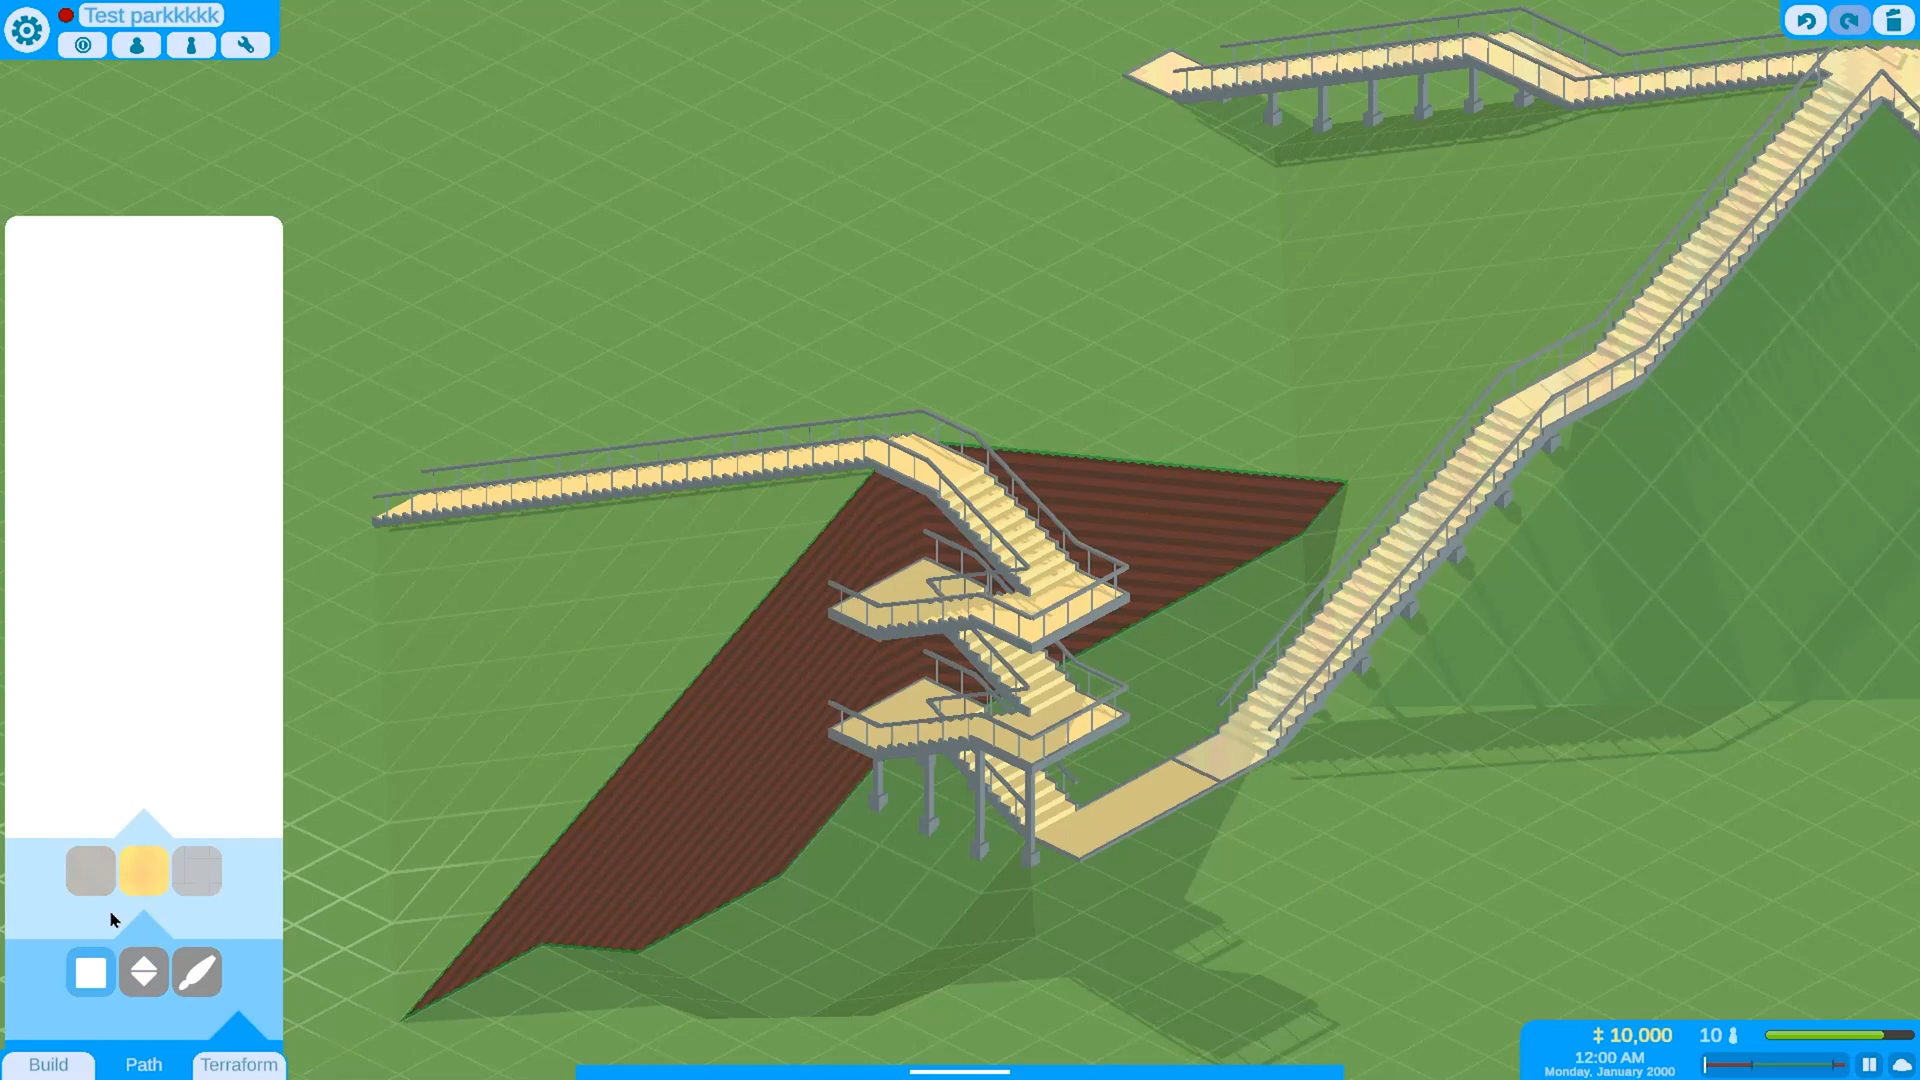 Test parkkkkk
‡ 10,000
10
12:00 AM
Monday, January 2000
Build
Path
Terraform